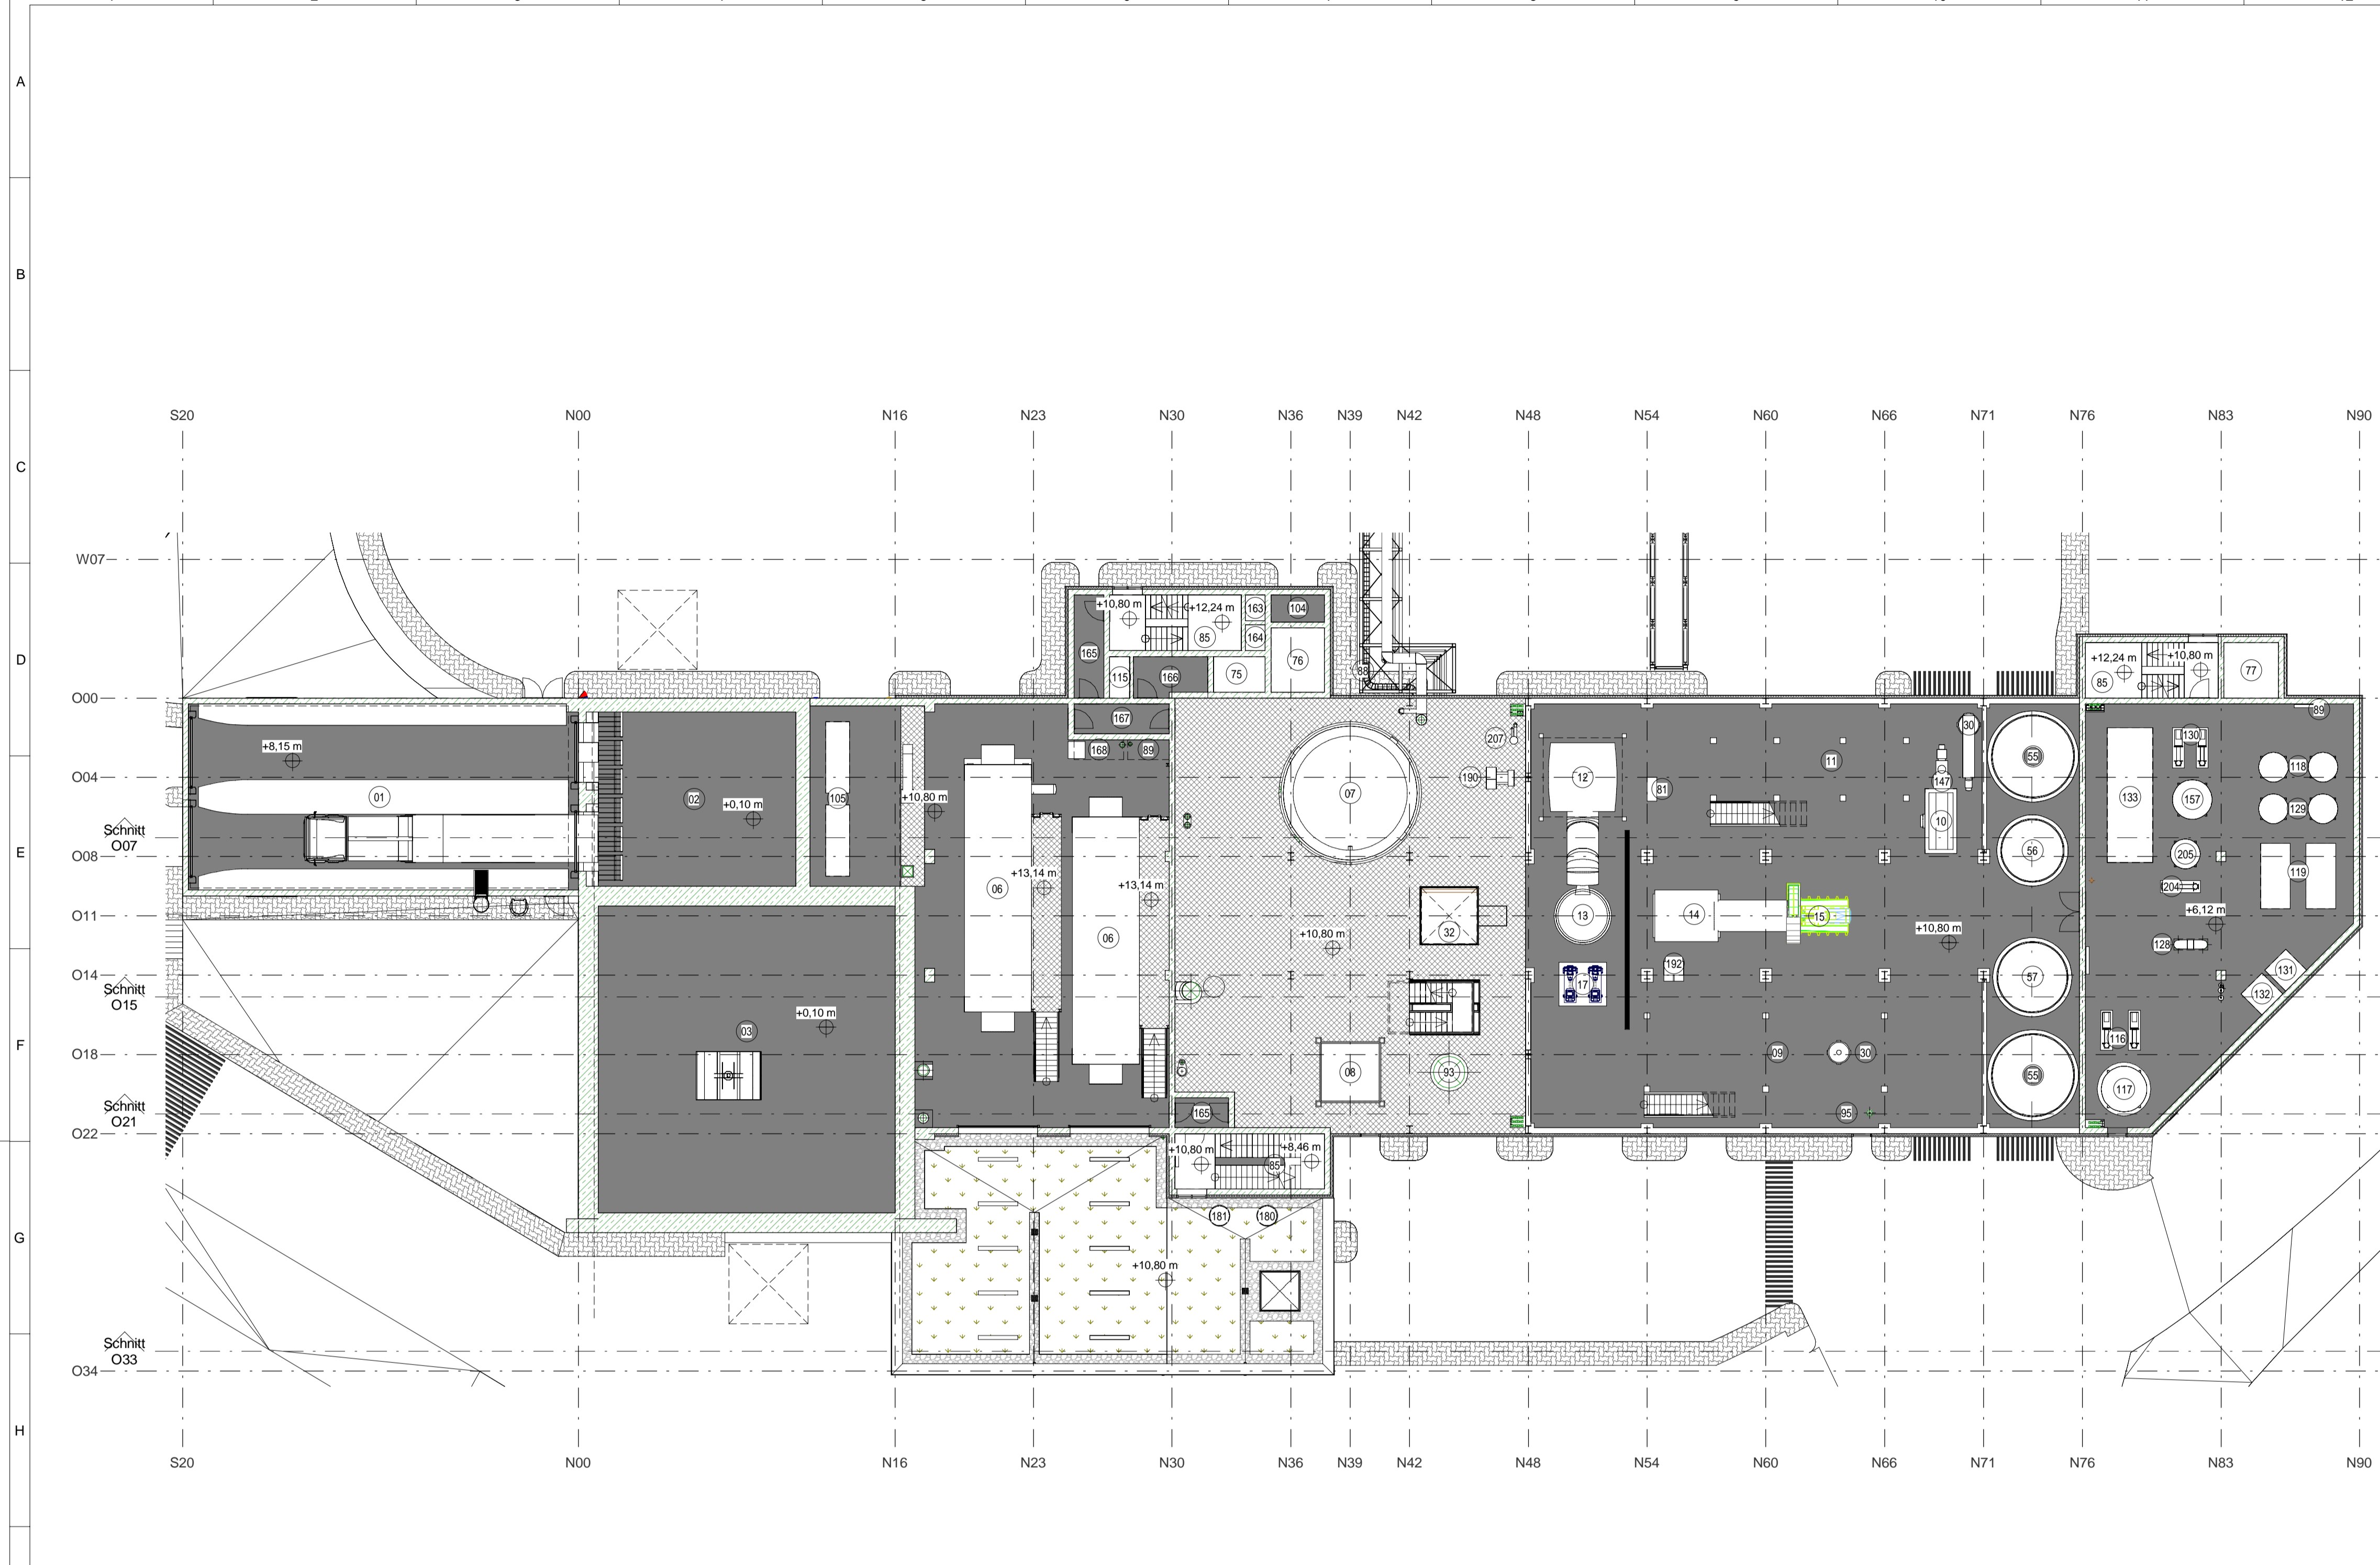 A
B
C
D
E
F
G
H
S20 N00 N16 N23 N30 N36 N39 N42 N48 N54 N60 N66 N71 N76 N83 N90
W07
+10,80 m +12,24 m 163 104
85 164
165 115 166 75 76 88
+12,24 m +10,80 m
85 77
O00
167 89
168 89 207 30 130
+8,15 m
55
O04 190 12 11 118
147
01 02 105 07 81 133 157 129
+0,10 m +10,80 m
10
Schnitt
O07
O08 56 205
+13,14 m 119
06 +13,14 m 204
O11 13 14 15
+6,12 m
32
06 +10,80 m +10,80 m 128
192 131
O14 57
17
132
Schnitt
O15
+0,10 m
03 116
O18 09 30
08 93 55
117
Schnitt
O21
165 95
O22
+10,80 m +8,46 m
85
181 180
+10,80 m
Schnitt
O33
O34
S20 N00 N16 N23 N30 N36 N39 N42 N48 N54 N60 N66 N71 N76 N83 N90